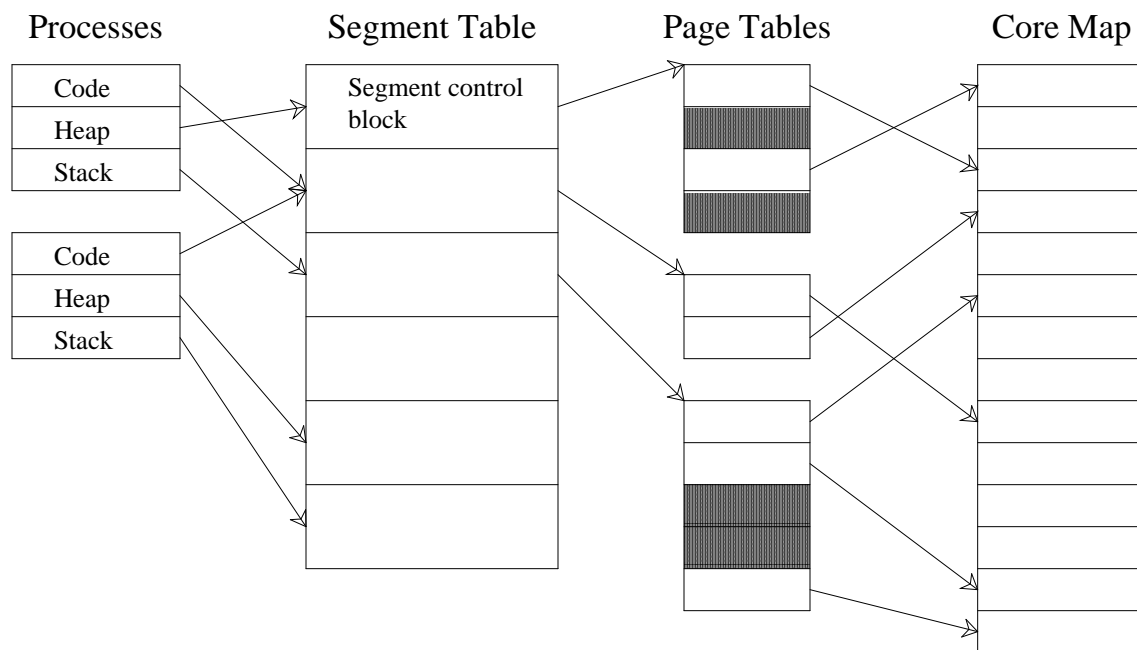 Processes
Segment Table
Page Tables
Core Map
Code
Heap
Stack
Segment control
block
Code
Heap
Stack